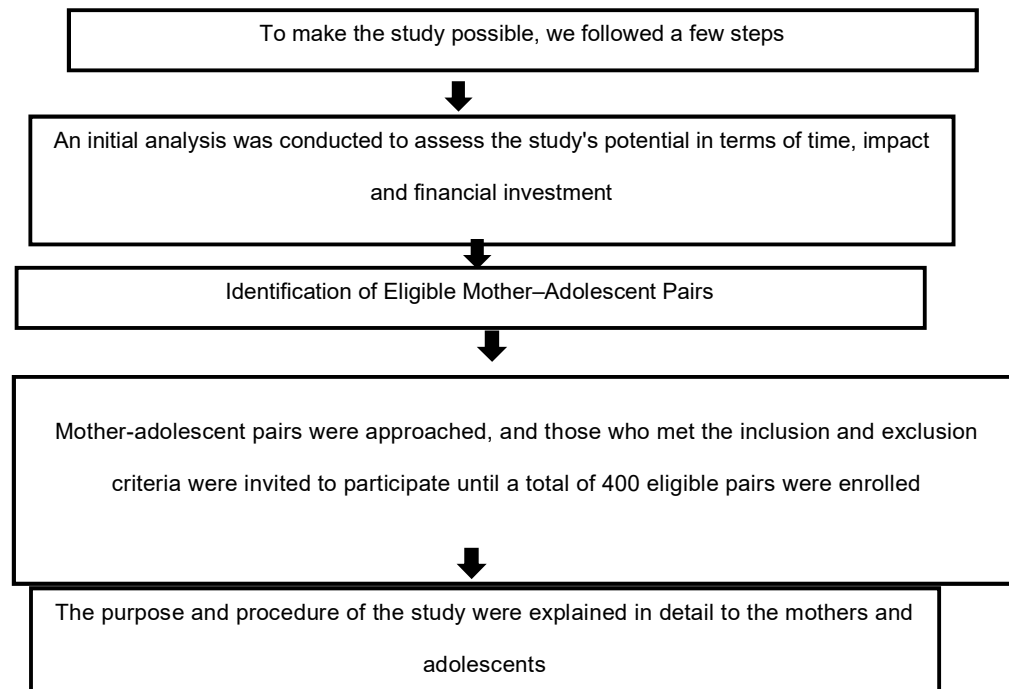 To make the study possible, we followed a few steps
An initial analysis was conducted to assess the study's potential in terms of time, impact
and financial investment
Identification of Eligible Mother–Adolescent Pairs
Mother-adolescent pairs were approached, and those who met the inclusion and exclusion
criteria were invited to participate until a total of 400 eligible pairs were enrolled
The purpose and procedure of the study were explained in detail to the mothers and
adolescents